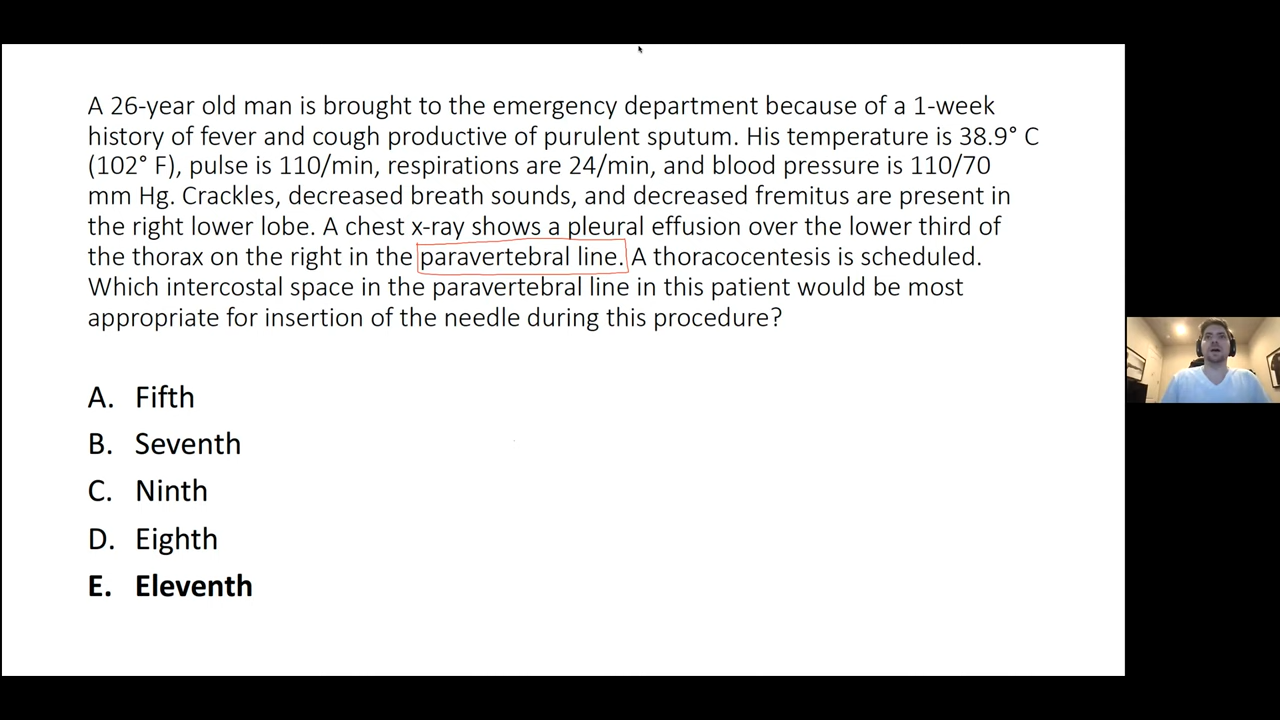 A 26-year old man is brought to the emergency department because of a 1-week
history of fever and cough productive of purulent sputum. His temperature is 38.9° C
(102° F), pulse is 110/min, respirations are 24/min, and blood pressure is 110/70
mm Hg. Crackles, decreased breath sounds, and decreased fremitus are present in
the right lower lobe. A chest x-ray shows a pleural effusion over the lower third of
the thorax on the right in the paravertebral line. A thoracocentesis is scheduled.
Which intercostal space in the paravertebral line in this patient would be most
appropriate for insertion of the needle during this procedure?
A. Fifth
B. Seventh
C. Ninth
D. Eighth
E. Eleventh